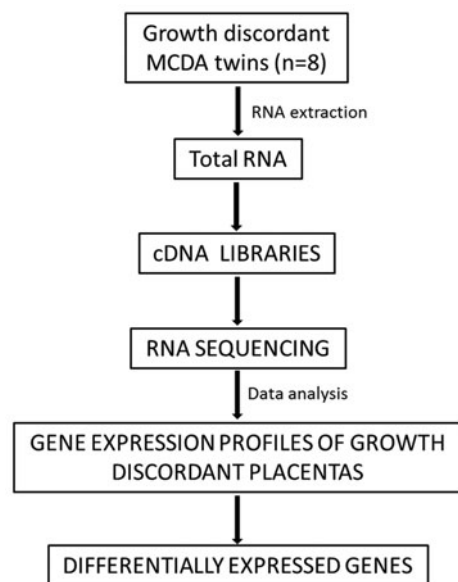 Growth discordant
MCDA twins (n=8)
RNA extraction
Total RNA
cDNA LIBRARIES
RNA SEQUENCING
Data analysis
GENE EXPRESSION PROFILES OF GROWTH
DISCORDANT PLACENTAS
DIFFERENTIALLY EXPRESSED GENES